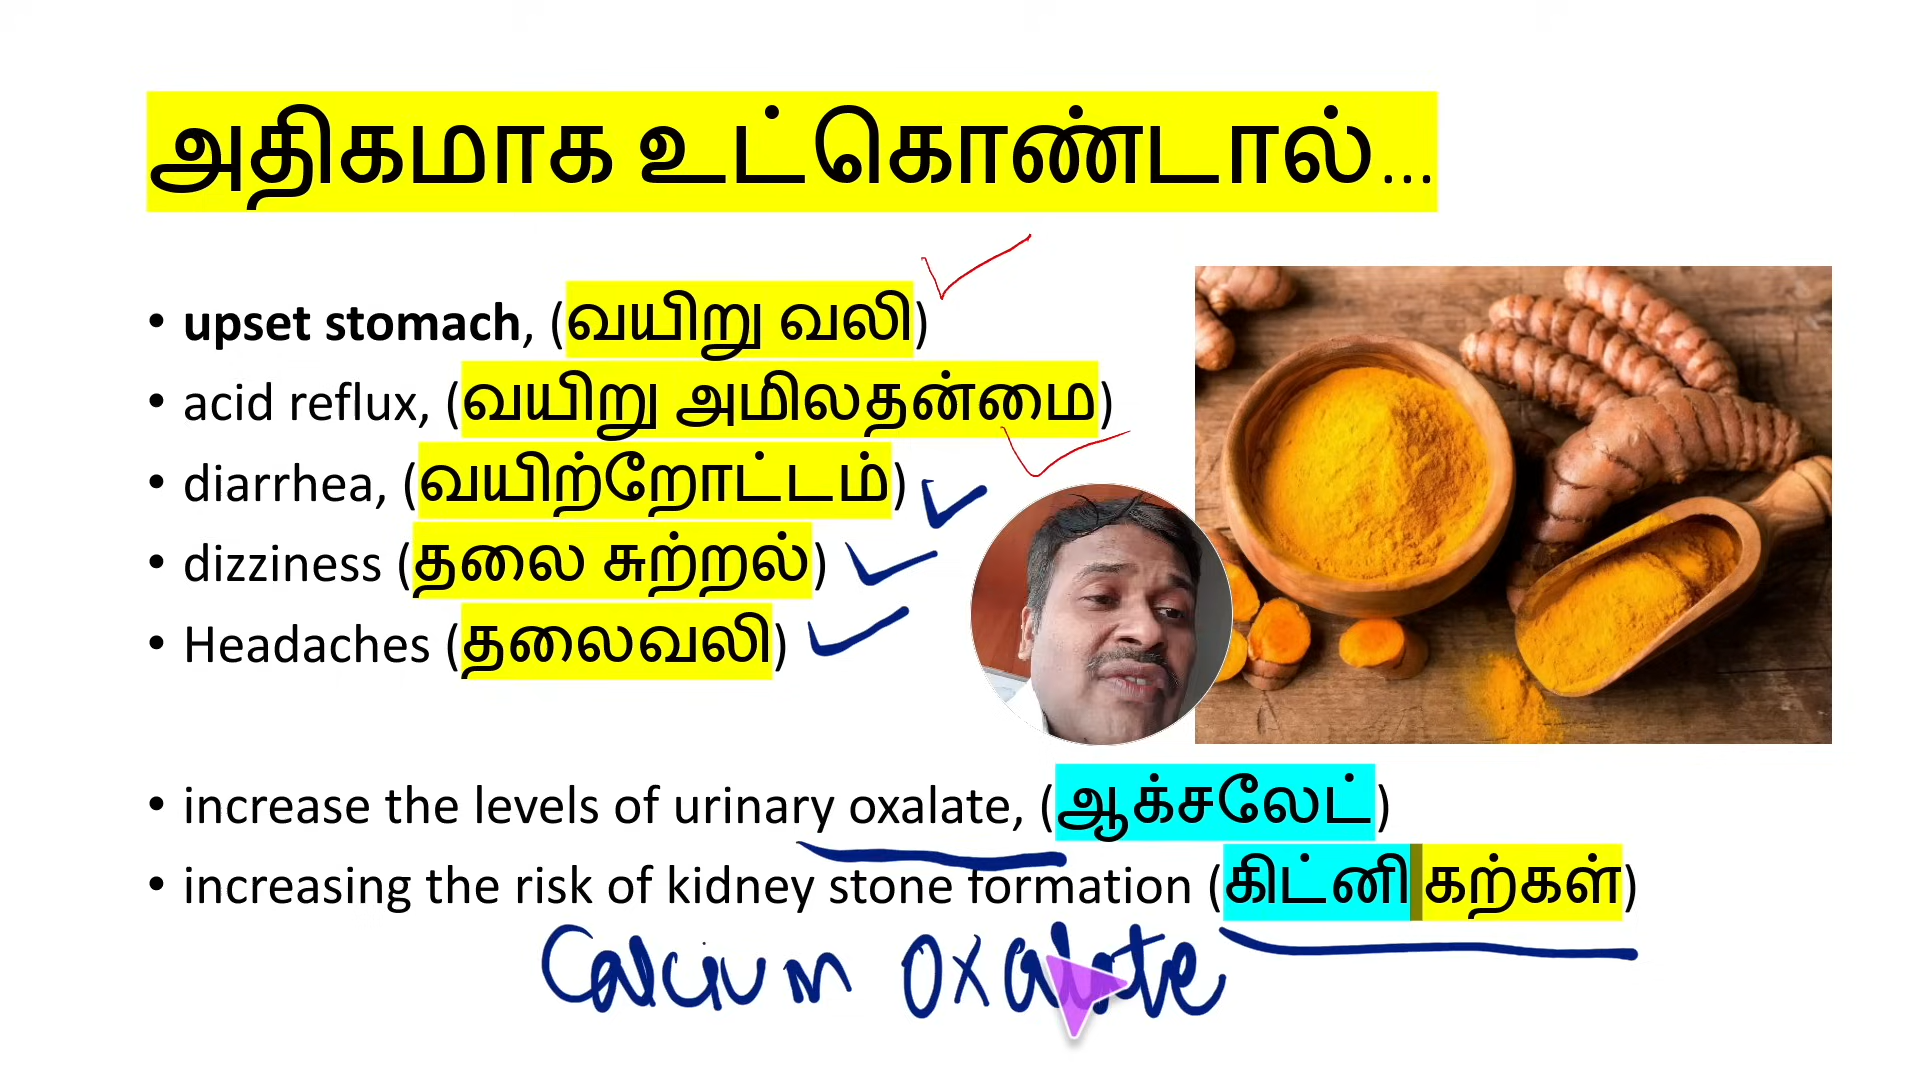 அதிகமாக உட்கொண்டால்...
• upset stomach, (வயிறு வலி)
• acid reflux, (வயிறு அமிலதன்மை)
• diarrhea, (வயிற்றோட்டம்)
• dizziness (தலை சுற்றல்)
• Headaches (தலைவலி)
• increase the levels of urinary oxalate, (ஆக்சலேட்)
• increasing the risk of kidney stone formation (கிட்னி கற்கள்)
Calcium oxalate